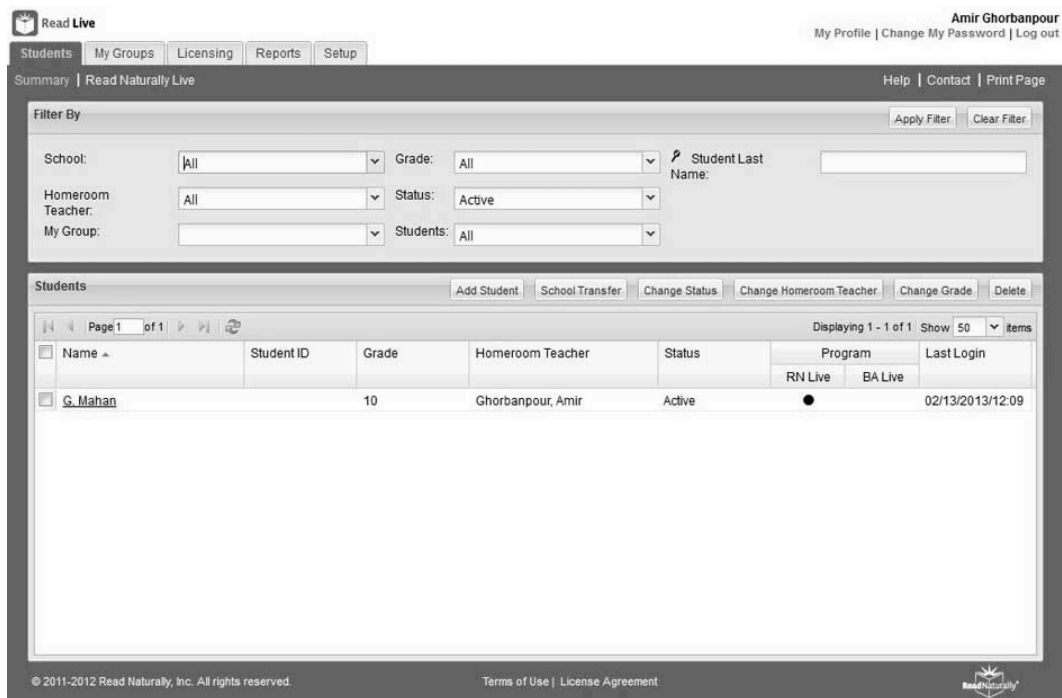 Read Live
Amir Ghorbanpour
My Profile | Change My Password | Log out
Students My Groups Licensing Reports Setup
Summary | Read Naturally Live Help | Contact | Print Page
Filter By Apply Filter Clear Filter
School: All Grade: All Student Last Name:
Homeroom Teacher: All Status: Active
My Group: Students: All
Students Add Student School Transfer Change Status Change Homeroom Teacher Change Grade Delete
Page 1 of 1 Displaying 1 - 1 of 1 Show 50 items
Name Student ID Grade Homeroom Teacher Status Program Last Login
RN Live BA Live
G. Mahan 10 Ghorbanpour, Amir Active 02/13/2013/12:09
© 2011-2012 Read Naturally, Inc. All rights reserved. Terms of Use | License Agreement Read Naturally